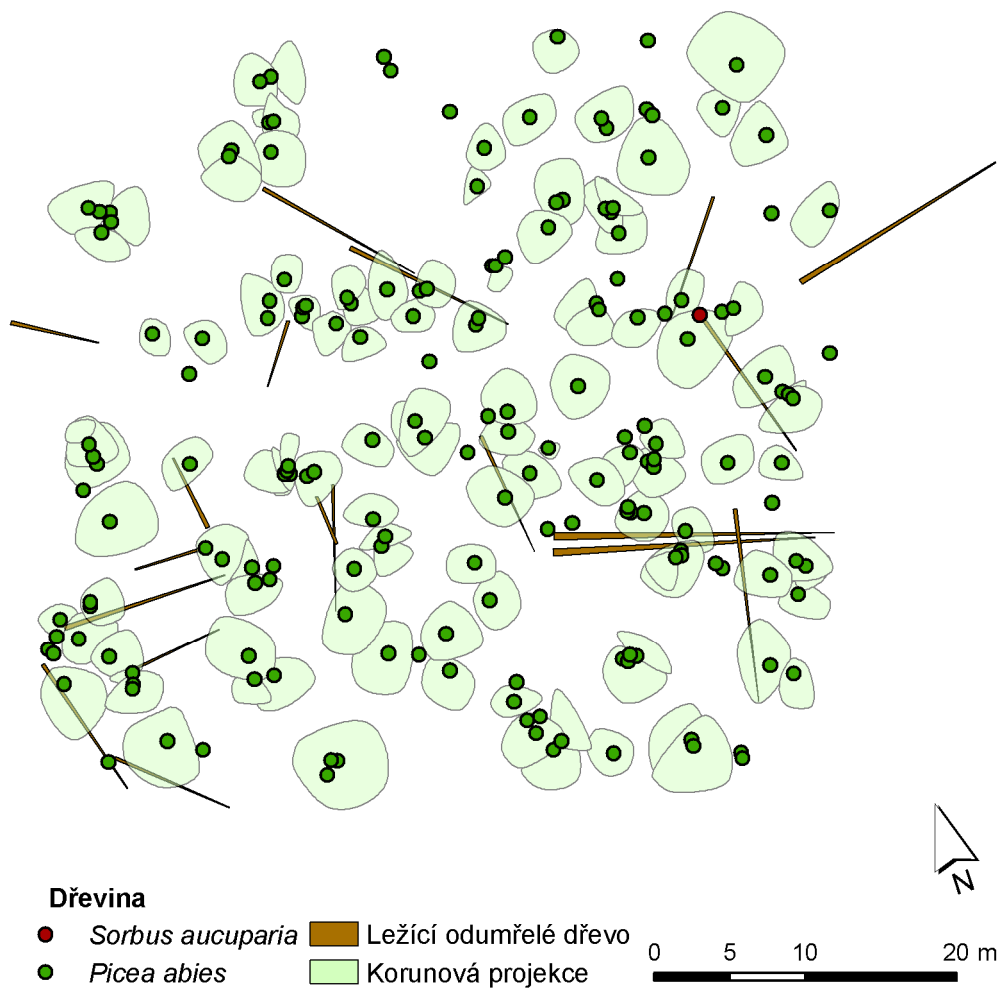 N
Dřevina
Sorbus aucuparia
Ležící odumřelé dřevo
Picea abies
Korunová projekce
0 5 10 20 m